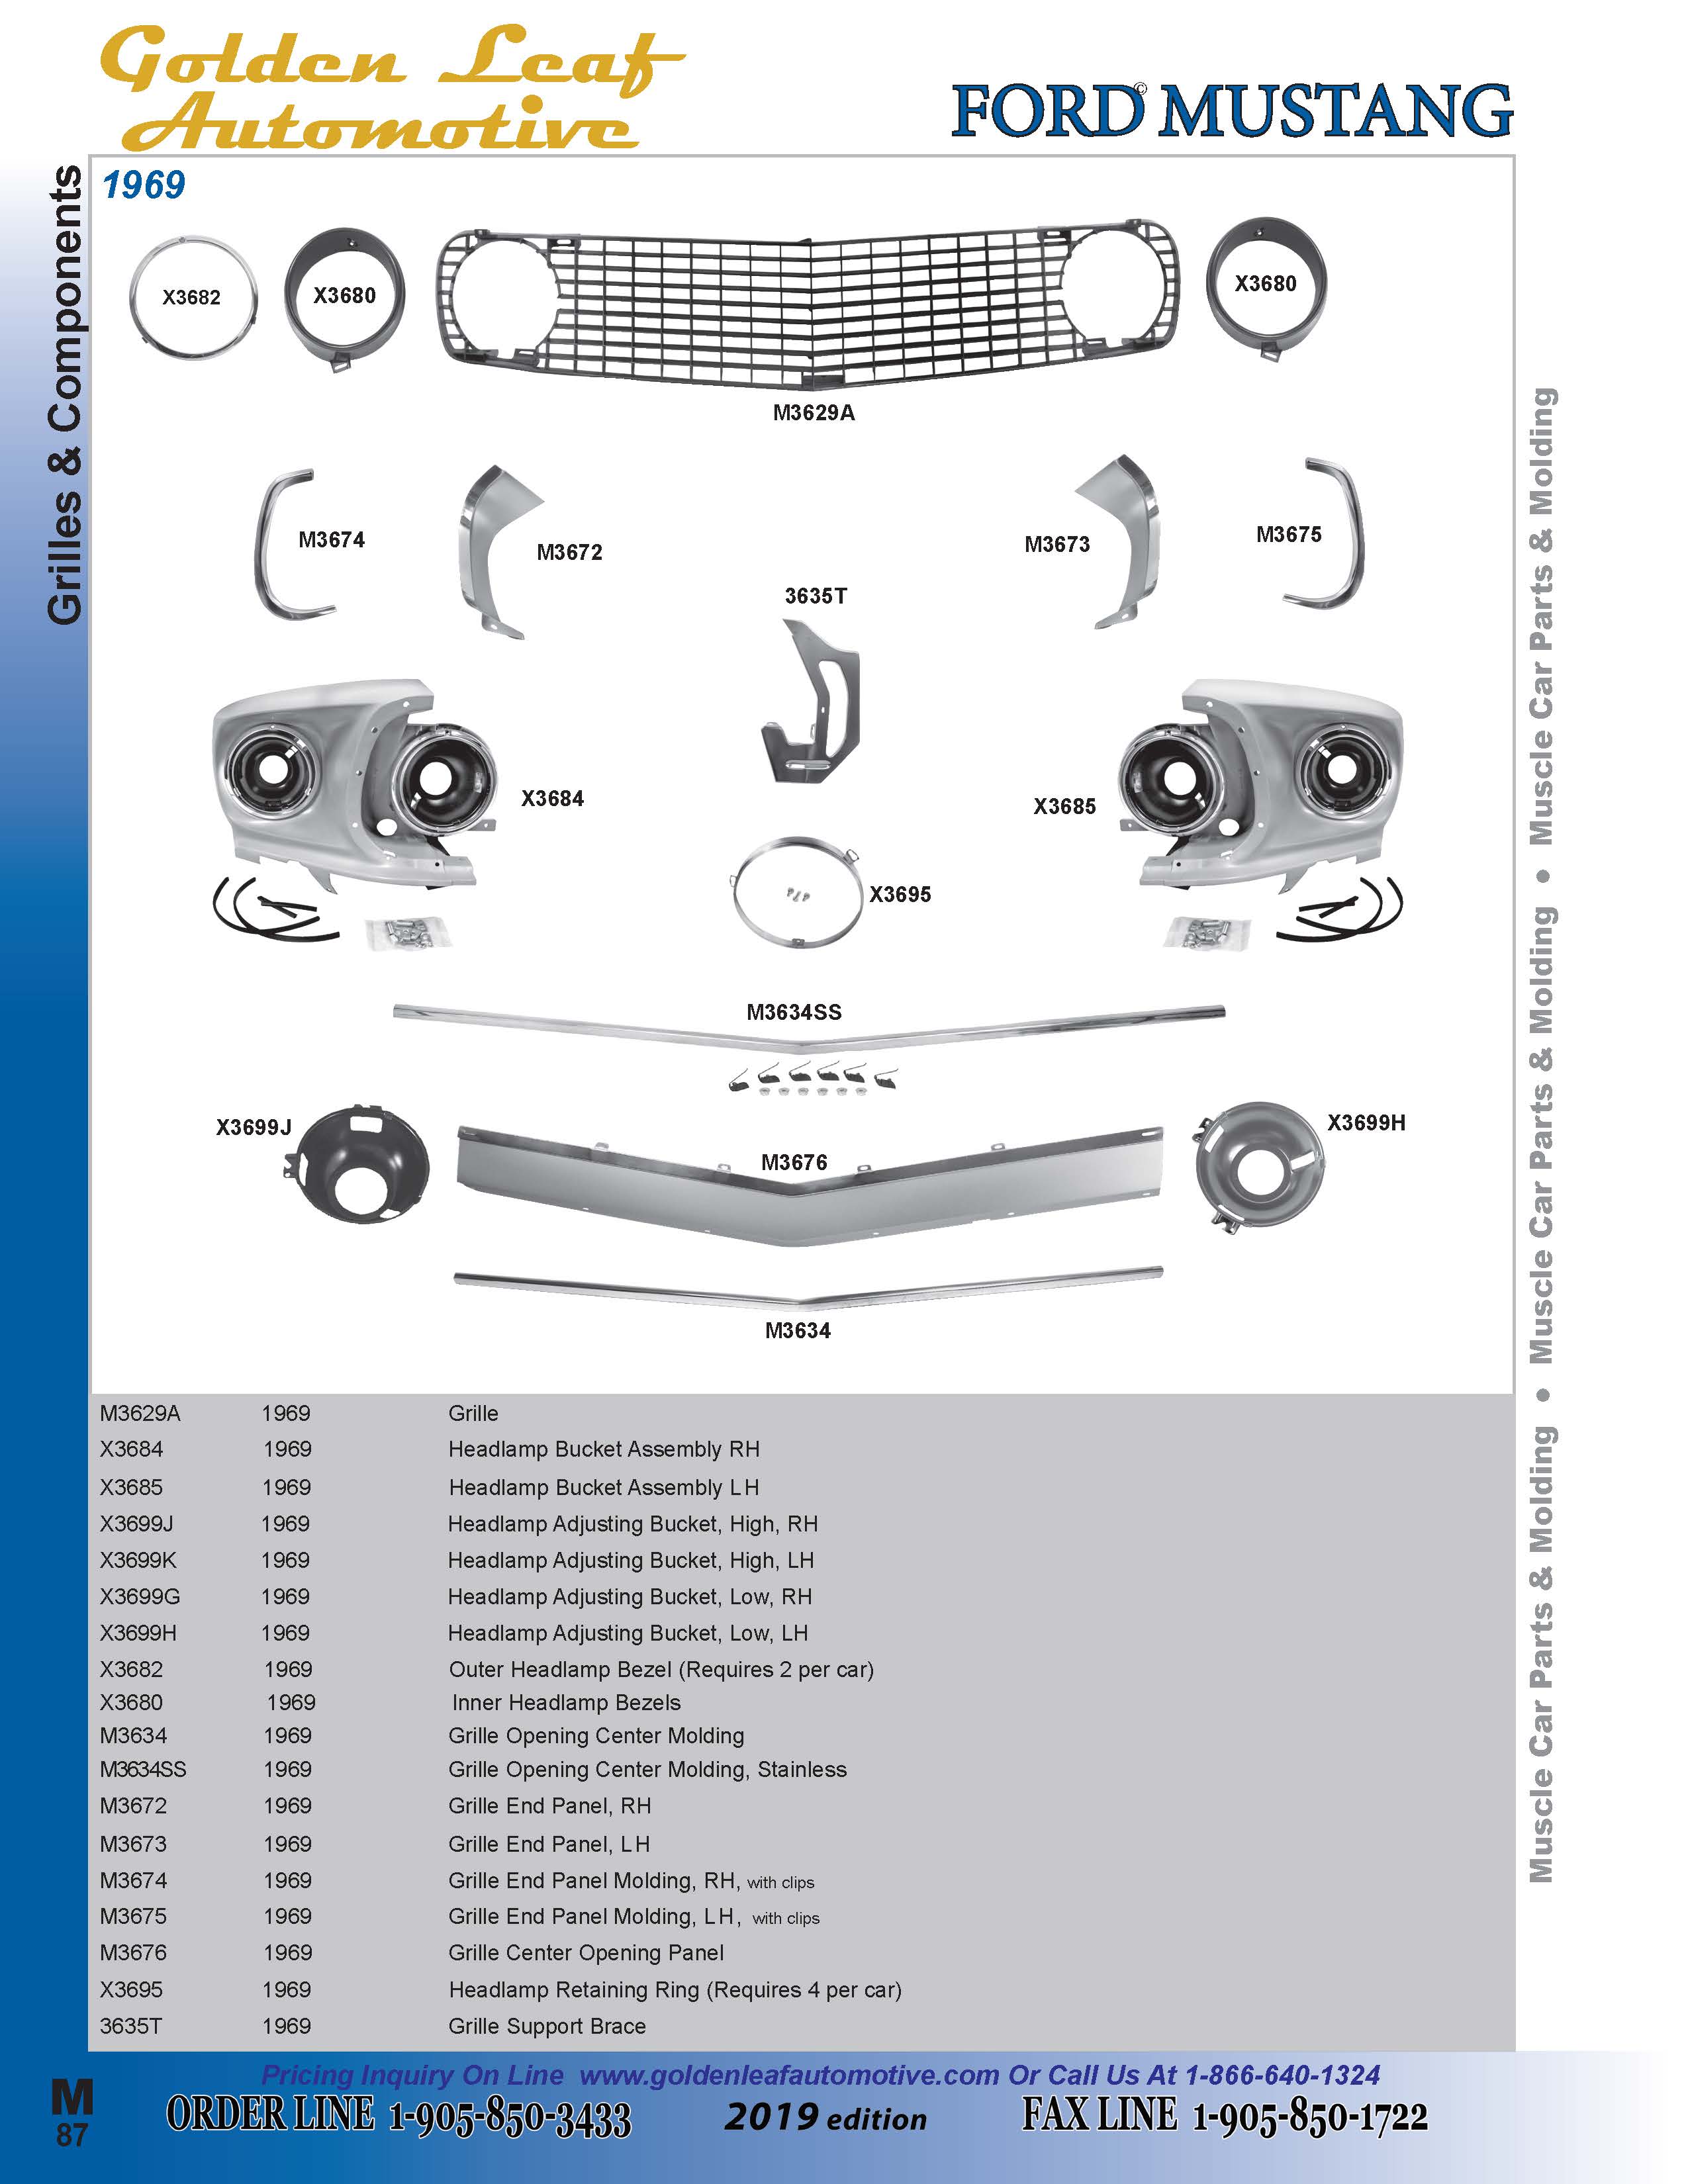 Golden Leaf
Automotive
FORD© MUSTANG
Grilles & Components
1969
X3682
X3680
X3680
M3629A
M3674
M3672
M3673
M3675
3635T
X3684
X3685
X3695
M3634SS
X3699J
X3699H
M3676
M3634
M3629A 1969 Grille
X3684 1969 Headlamp Bucket Assembly RH
X3685 1969 Headlamp Bucket Assembly LH
X3699J 1969 Headlamp Adjusting Bucket, High, RH
X3699K 1969 Headlamp Adjusting Bucket, High, LH
X3699G 1969 Headlamp Adjusting Bucket, Low, RH
X3699H 1969 Headlamp Adjusting Bucket, Low, LH
X3682 1969 Outer Headlamp Bezel (Requires 2 per car)
X3680 1969 Inner Headlamp Bezels
M3634 1969 Grille Opening Center Molding
M3634SS 1969 Grille Opening Center Molding, Stainless
M3672 1969 Grille End Panel, RH
M3673 1969 Grille End Panel, LH
M3674 1969 Grille End Panel Molding, RH, with clips
M3675 1969 Grille End Panel Molding, LH, with clips
M3676 1969 Grille Center Opening Panel
X3695 1969 Headlamp Retaining Ring (Requires 4 per car)
3635T 1969 Grille Support Brace
Muscle Car Parts & Molding • Muscle Car Parts & Molding • Muscle Car Parts & Molding
Pricing Inquiry On Line www.goldenleafautomotive.com Or Call Us At 1-866-640-1324
M
87
ORDER LINE 1-905-850-3433
2019 edition
FAX LINE 1-905-850-1722